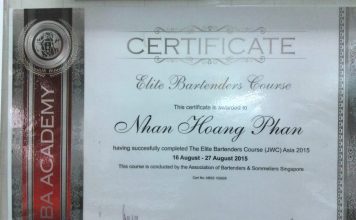 CERTIFICATE
Elite Bartenders Course
This certificate is awarded to
Nhan Hoang Phan
having succesfully completed The Elite Bartenders Course (JWC) Asia 2015
16 August - 27 August 2015
This course is conducted by the Association of Bartenders & Sommeliers Singapore
BA ACADEMY